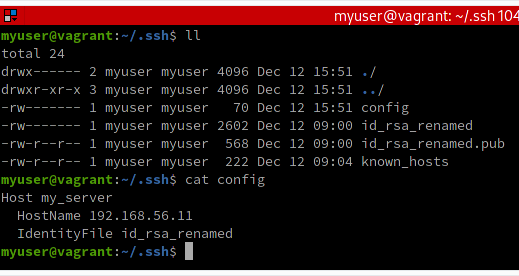 myuser@vagrant: ~/.ssh 104
myuser@vagrant:~/.ssh$ ll
total 24
drwx------ 2 myuser myuser 4096 Dec 12 15:51 ./
drwxr-xr-x 3 myuser myuser 4096 Dec 12 15:51 ../
-rw------- 1 myuser myuser   70 Dec 12 15:51 config
-rw------- 1 myuser myuser 2602 Dec 12 09:00 id_rsa_renamed
-rw-r--r-- 1 myuser myuser  568 Dec 12 09:00 id_rsa_renamed.pub
-rw-r--r-- 1 myuser myuser  222 Dec 12 09:04 known_hosts
myuser@vagrant:~/.ssh$ cat config
Host my_server
  HostName 192.168.56.11
  IdentityFile id_rsa_renamed
myuser@vagrant:~/.ssh$